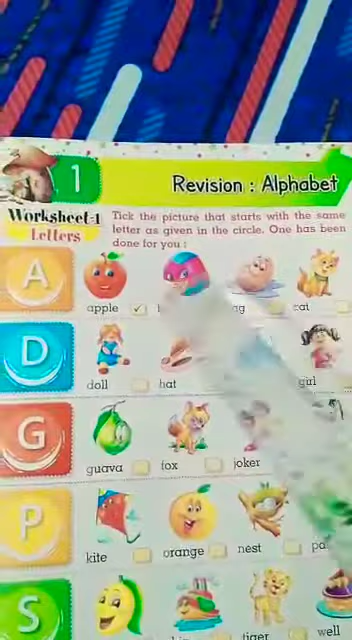 1
Revision : Alphabet
Worksheet-1
Letters
Tick the picture that starts with the same
letter as given in the circle. One has been
done for you :
A
apple ✓ cat
D
doll hat girl
G
guava fox joker
P
kite orange nest
S
tiger well